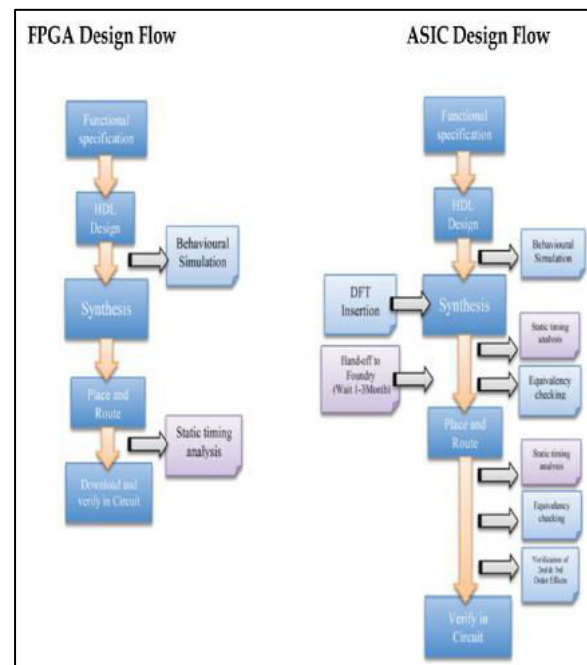 FPGA Design Flow
Functional
specification
HDL
Design
Behavioural
Simulation
Synthesis
Place and
Route
Static timing
analysis
Download and
verify in Circuit
ASIC Design Flow
Functional
specification
HDL
Design
Behavioural
Simulation
DFT
Insertion
Synthesis
Static timing
analysis
Hand-off to
Foundry
(Wait 1-3Month)
Equivalency
checking
Place and
Route
Static timing
analysis
Equivalency
checking
Verification of
2nd & 3rd
Order Effects
Verify in
Circuit